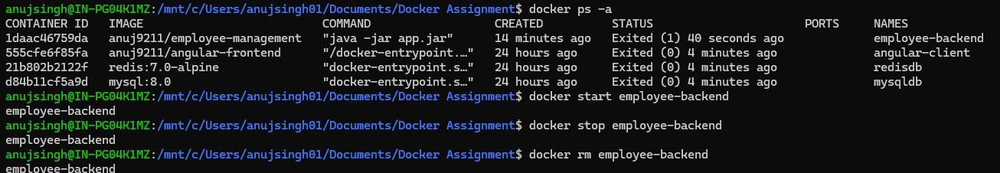 anujsingh@IN-PG04K1MZ:/mnt/c/Users/anujsingh01/Documents/Docker Assignment$ docker ps -a
CONTAINER ID   IMAGE                      COMMAND                  CREATED          STATUS                      PORTS     NAMES
1daac46759da   anuj9211/employee-management   "java -jar app.jar"      14 minutes ago   Exited (1) 40 seconds ago             employee-backend
555cfe6f85fa   anuj9211/angular-frontend      "/docker-entrypoint.…"   24 hours ago     Exited (0) 4 minutes ago              angular-client
21b802b2122f   redis:7.0-alpine               "docker-entrypoint.s…"   24 hours ago     Exited (0) 4 minutes ago              redisdb
d84b11cf5a9d   mysql:8.0                      "docker-entrypoint.s…"   24 hours ago     Exited (0) 4 minutes ago              mysqldb
anujsingh@IN-PG04K1MZ:/mnt/c/Users/anujsingh01/Documents/Docker Assignment$ docker start employee-backend
employee-backend
anujsingh@IN-PG04K1MZ:/mnt/c/Users/anujsingh01/Documents/Docker Assignment$ docker stop employee-backend
employee-backend
anujsingh@IN-PG04K1MZ:/mnt/c/Users/anujsingh01/Documents/Docker Assignment$ docker rm employee-backend
employee-backend